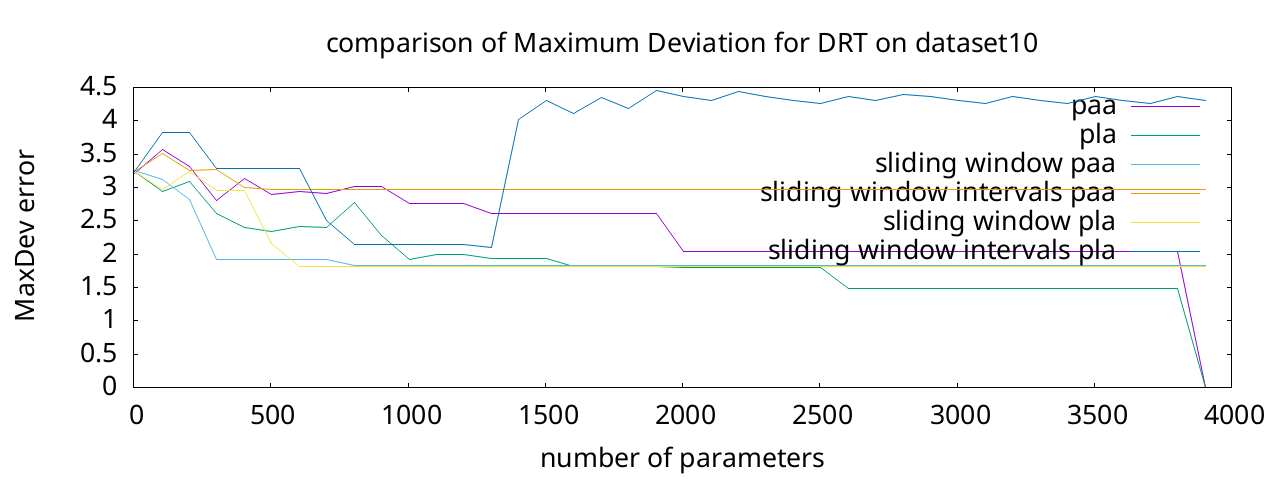 comparison of Maximum Deviation for DRT on dataset10
MaxDev error
4.5
4
3.5
3
2.5
2
1.5
1
0.5
0
paa
pla
sliding window paa
sliding window intervals paa
sliding window pla
sliding window intervals pla
0 500 1000 1500 2000 2500 3000 3500 4000
number of parameters